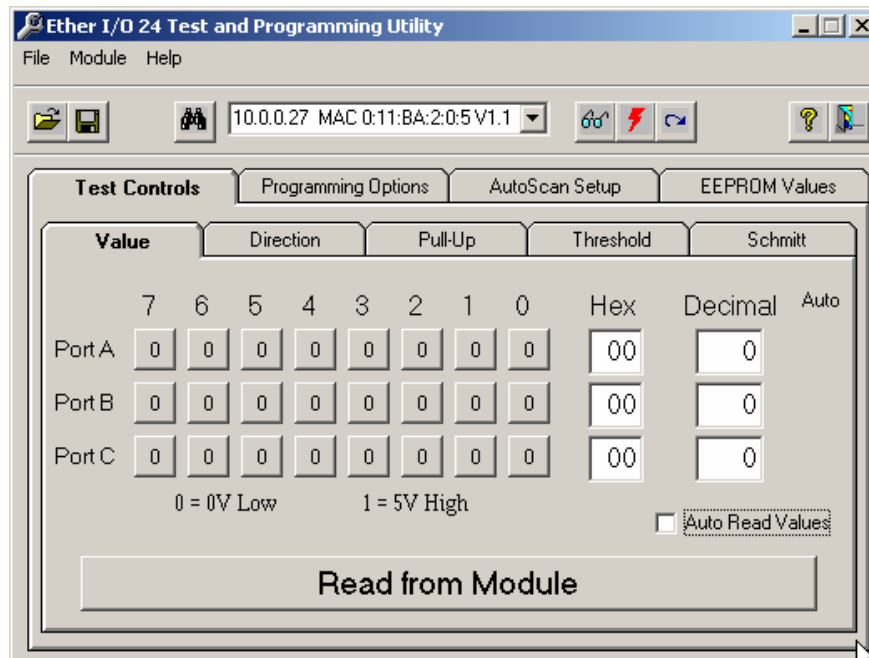 Ether I/O 24 Test and Programming Utility
File Module Help
10.0.0.27 MAC 0:11:BA:2:0:5 V1.1
Test Controls Programming Options AutoScan Setup EEPROM Values
Value Direction Pull-Up Threshold Schmitt
7 6 5 4 3 2 1 0 Hex Decimal Auto
Port A 0 0 0 0 0 0 0 0 00 0
Port B 0 0 0 0 0 0 0 0 00 0
Port C 0 0 0 0 0 0 0 0 00 0
0 = 0V Low 1 = 5V High
Auto Read Values
Read from Module